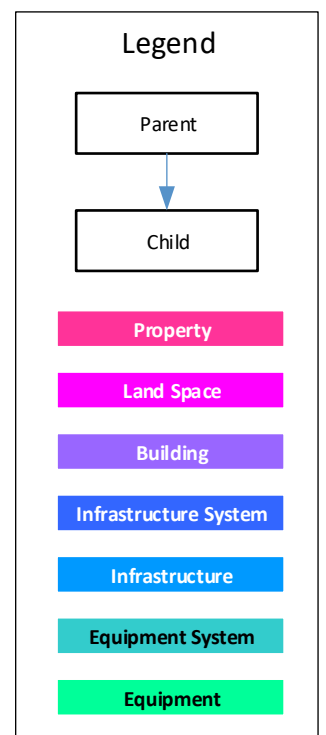 Legend
Parent
Child
Property
Land Space
Building
Infrastructure System
Infrastructure
Equipment System
Equipment